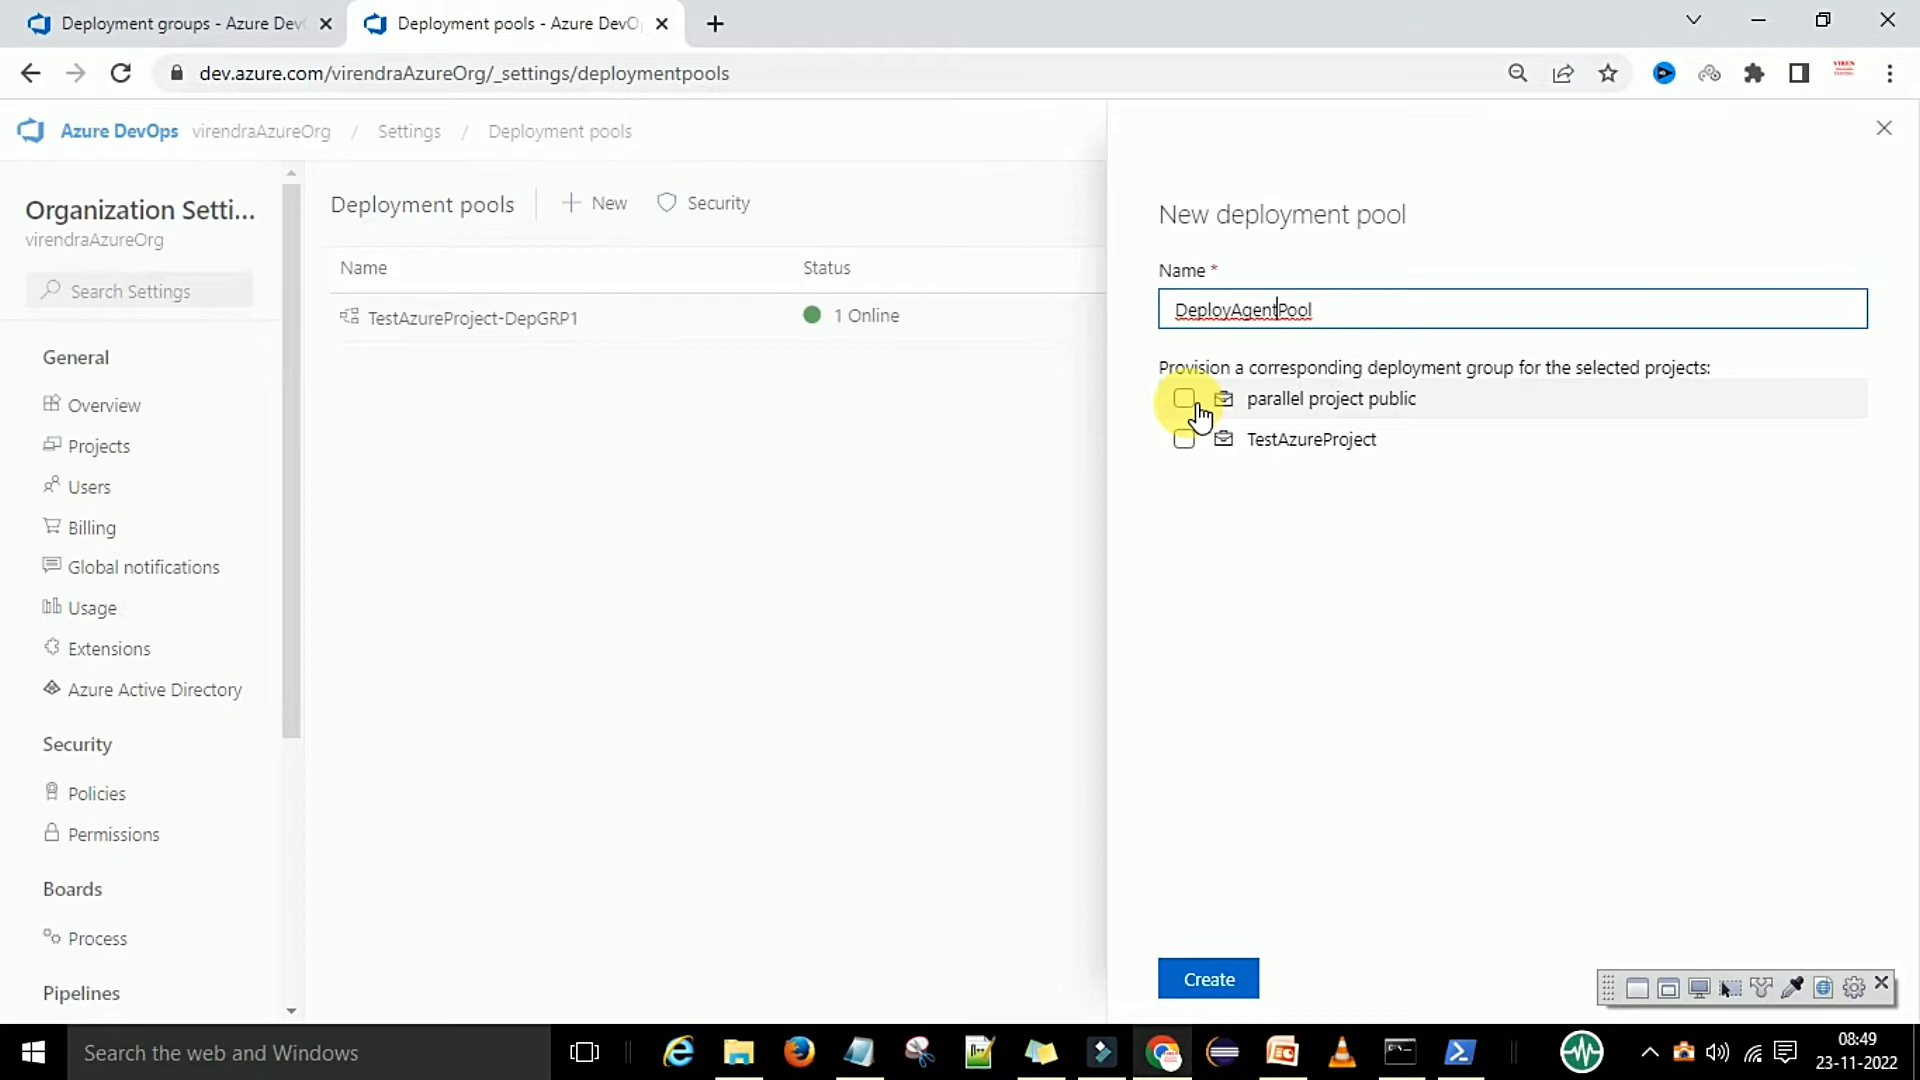 Deployment groups - Azure Dev
Deployment pools - Azure DevO
dev.azure.com/virendraAzureOrg/_settings/deploymentpools
VIREN
Azure DevOps virendraAzureOrg / Settings / Deployment pools
Organization Setti...
virendraAzureOrg
Search Settings
General
Overview
Projects
Users
Billing
Global notifications
Usage
Extensions
Azure Active Directory
Security
Policies
Permissions
Boards
Process
Pipelines
Deployment pools
New
Security
Name Status
TestAzureProject-DepGRP1 1 Online
New deployment pool
Name *
DeployAgentPool
Provision a corresponding deployment group for the selected projects:
parallel project public
TestAzureProject
Create
Search the web and Windows
08:49
23-11-2022